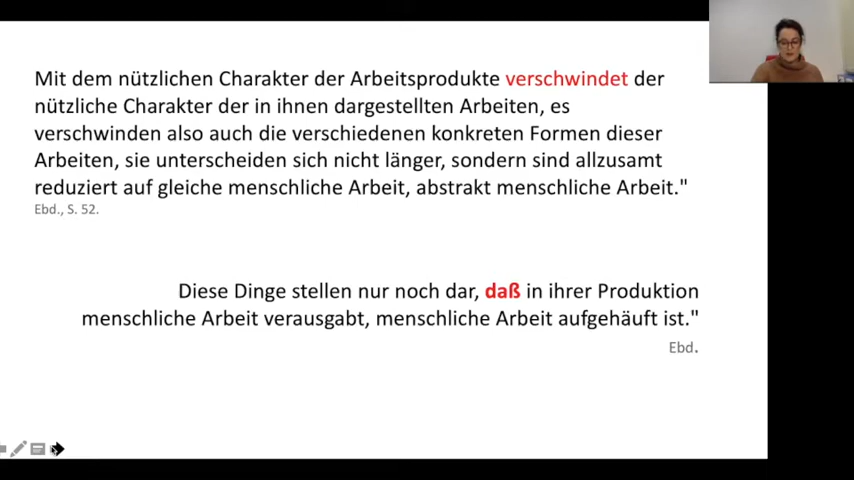 Mit dem nützlichen Charakter der Arbeitsprodukte verschwindet der
nützliche Charakter der in ihnen dargestellten Arbeiten, es
verschwinden also auch die verschiedenen konkreten Formen dieser
Arbeiten, sie unterscheiden sich nicht länger, sondern sind allzusamt
reduziert auf gleiche menschliche Arbeit, abstrakt menschliche Arbeit."
Ebd., S. 52.
Diese Dinge stellen nur noch dar, daß in ihrer Produktion
menschliche Arbeit verausgabt, menschliche Arbeit aufgehäuft ist."
Ebd.